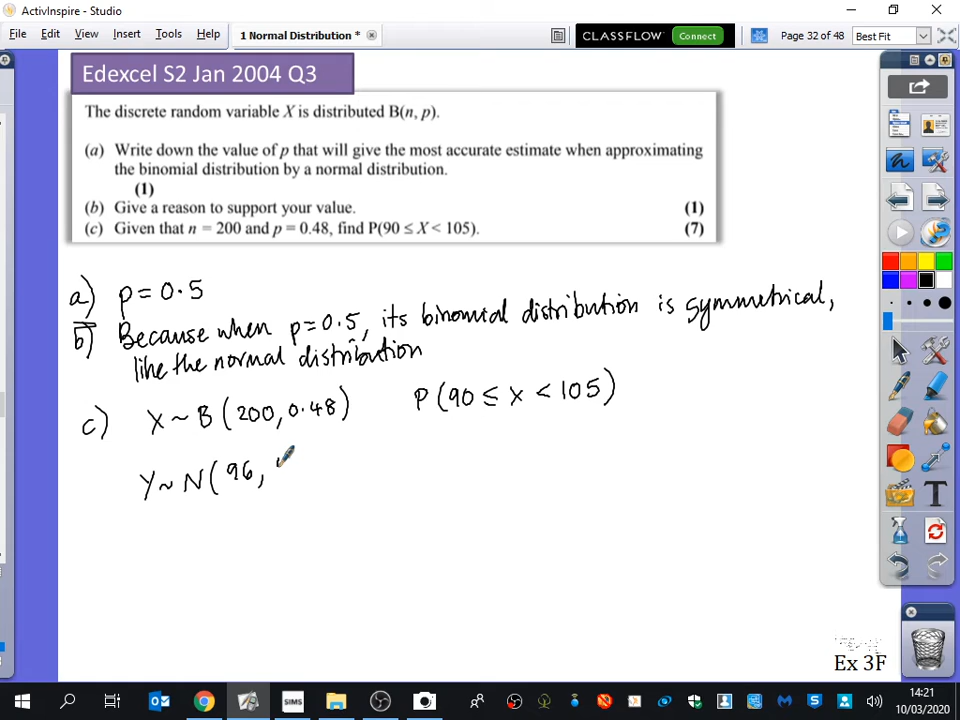 ActivInspire - Studio
File Edit View Insert Tools Help
1 Normal Distribution *
CLASSFLOW Connect
Page 32 of 48
Best Fit
Edexcel S2 Jan 2004 Q3
The discrete random variable X is distributed B(n, p).
(a) Write down the value of p that will give the most accurate estimate when approximating
the binomial distribution by a normal distribution.
(1)
(b) Give a reason to support your value. (1)
(c) Given that n = 200 and p = 0.48, find P(90 ≤ X < 105). (7)
a) p = 0.5
b) Because when p = 0.5, its binomial distribution is symmetrical,
like the normal distribution
c) X ~ B(200, 0.48) P(90 ≤ X < 105)
Y ~ N(96,
Ex 3F
SIMS
14:21
10/03/2020